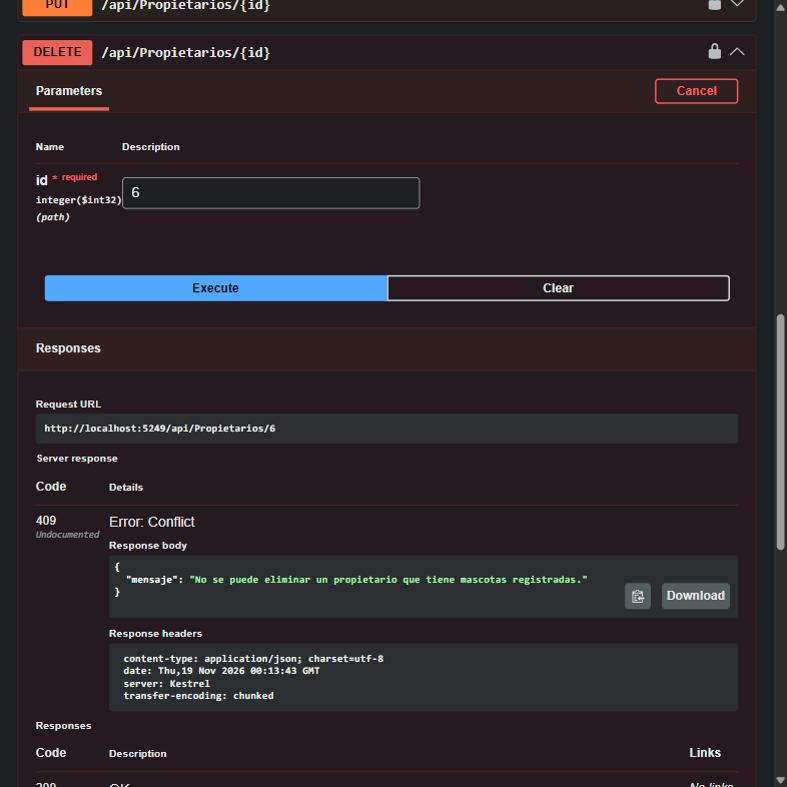 PUT /api/Propietarios/{id}
DELETE /api/Propietarios/{id}
Parameters
Cancel
Name Description
id * required
integer($int32)
(path)
6
Execute Clear
Responses
Request URL
http://localhost:5249/api/Propietarios/6
Server response
Code Details
409 Error: Conflict
Undocumented
Response body
{
"mensaje": "No se puede eliminar un propietario que tiene mascotas registradas."
}
Download
Response headers
content-type: application/json; charset=utf-8
date: Thu,19 Nov 2026 00:13:43 GMT
server: Kestrel
transfer-encoding: chunked
Responses
Code Description Links
200 OK No links